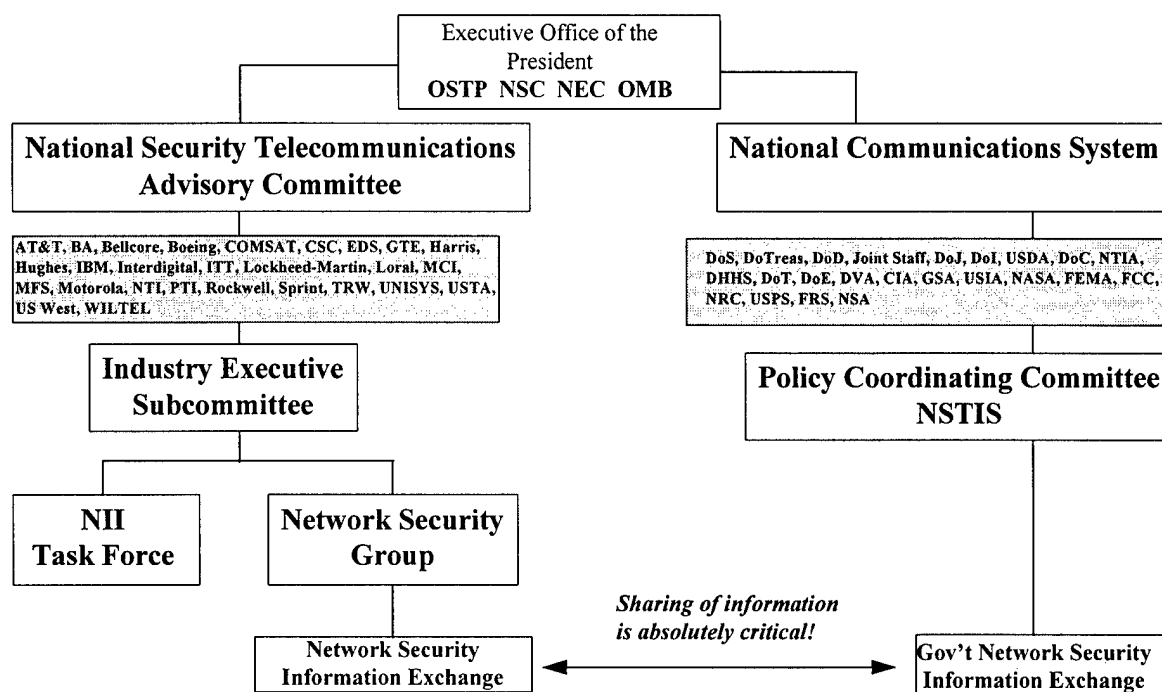 Executive Office of the
President
OSTP NSC NEC OMB
National Security Telecommunications
Advisory Committee
National Communications System
AT&T, BA, Bellcore, Boeing, COMSAT, CSC, EDS, GTE, Harris,
Hughes, IBM, Interdigital, ITT, Lockheed-Martin, Loral, MCI,
MFS, Motorola, NTI, PTI, Rockwell, Sprint, TRW, UNISYS, USTA,
US West, WILTEL
DoS, DoTreas, DoD, Joint Staff, DoJ, DoI, USDA, DoC, NTIA,
DHHS, DoT, DoE, DVA, CIA, GSA, USIA, NASA, FEMA, FCC,
NRC, USPS, FRS, NSA
Industry Executive
Subcommittee
Policy Coordinating Committee
NSTIS
NII
Task Force
Network Security
Group
Sharing of information
is absolutely critical!
Network Security
Information Exchange
Gov't Network Security
Information Exchange